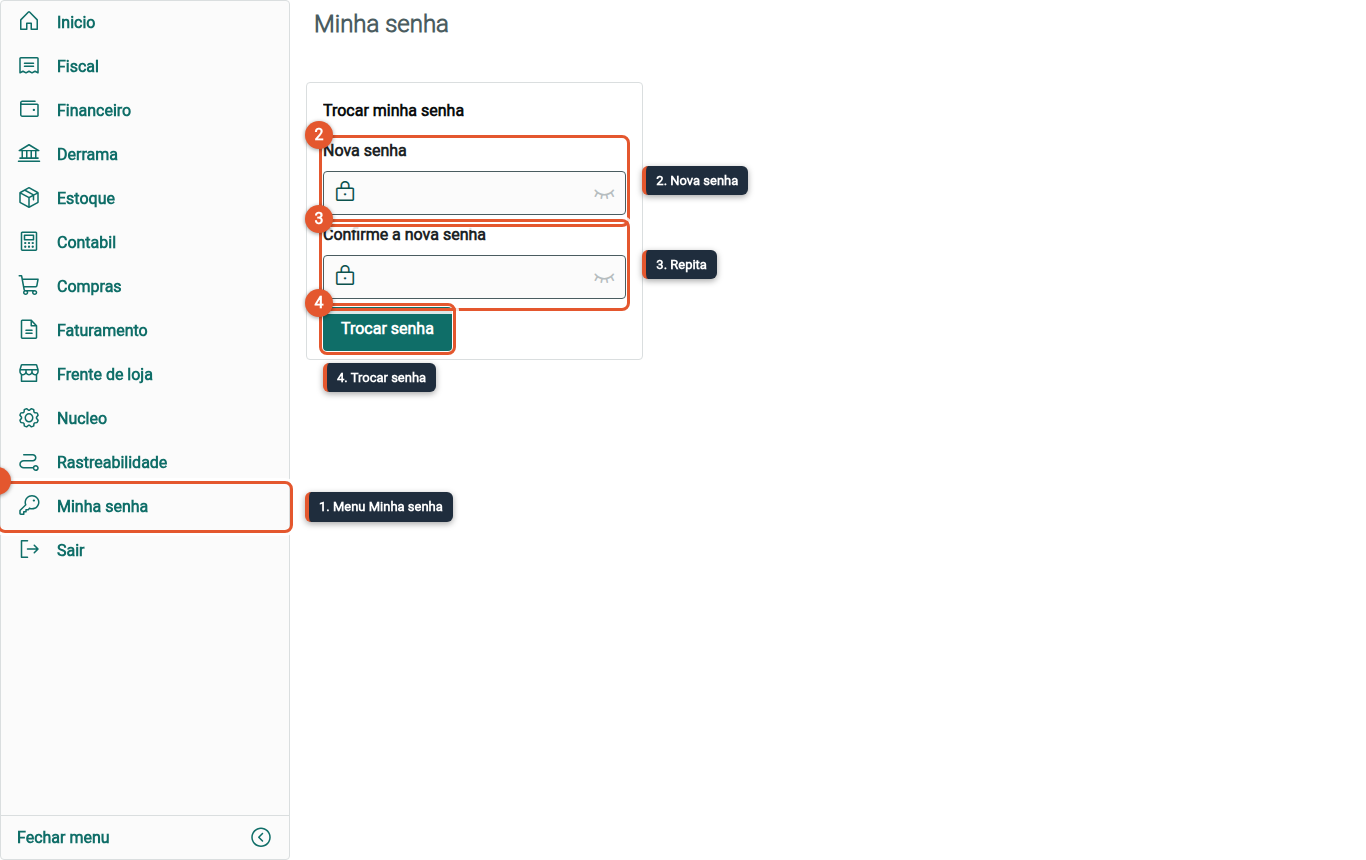 Inicio
Fiscal
Financeiro
Derrama
Estoque
Contabil
Compras
Faturamento
Frente de loja
Nucleo
Rastreabilidade
Minha senha
Sair
Fechar menu
Minha senha
Trocar minha senha
2
Nova senha
2. Nova senha
3
Confirme a nova senha
3. Repita
4
Trocar senha
4. Trocar senha
1. Menu Minha senha